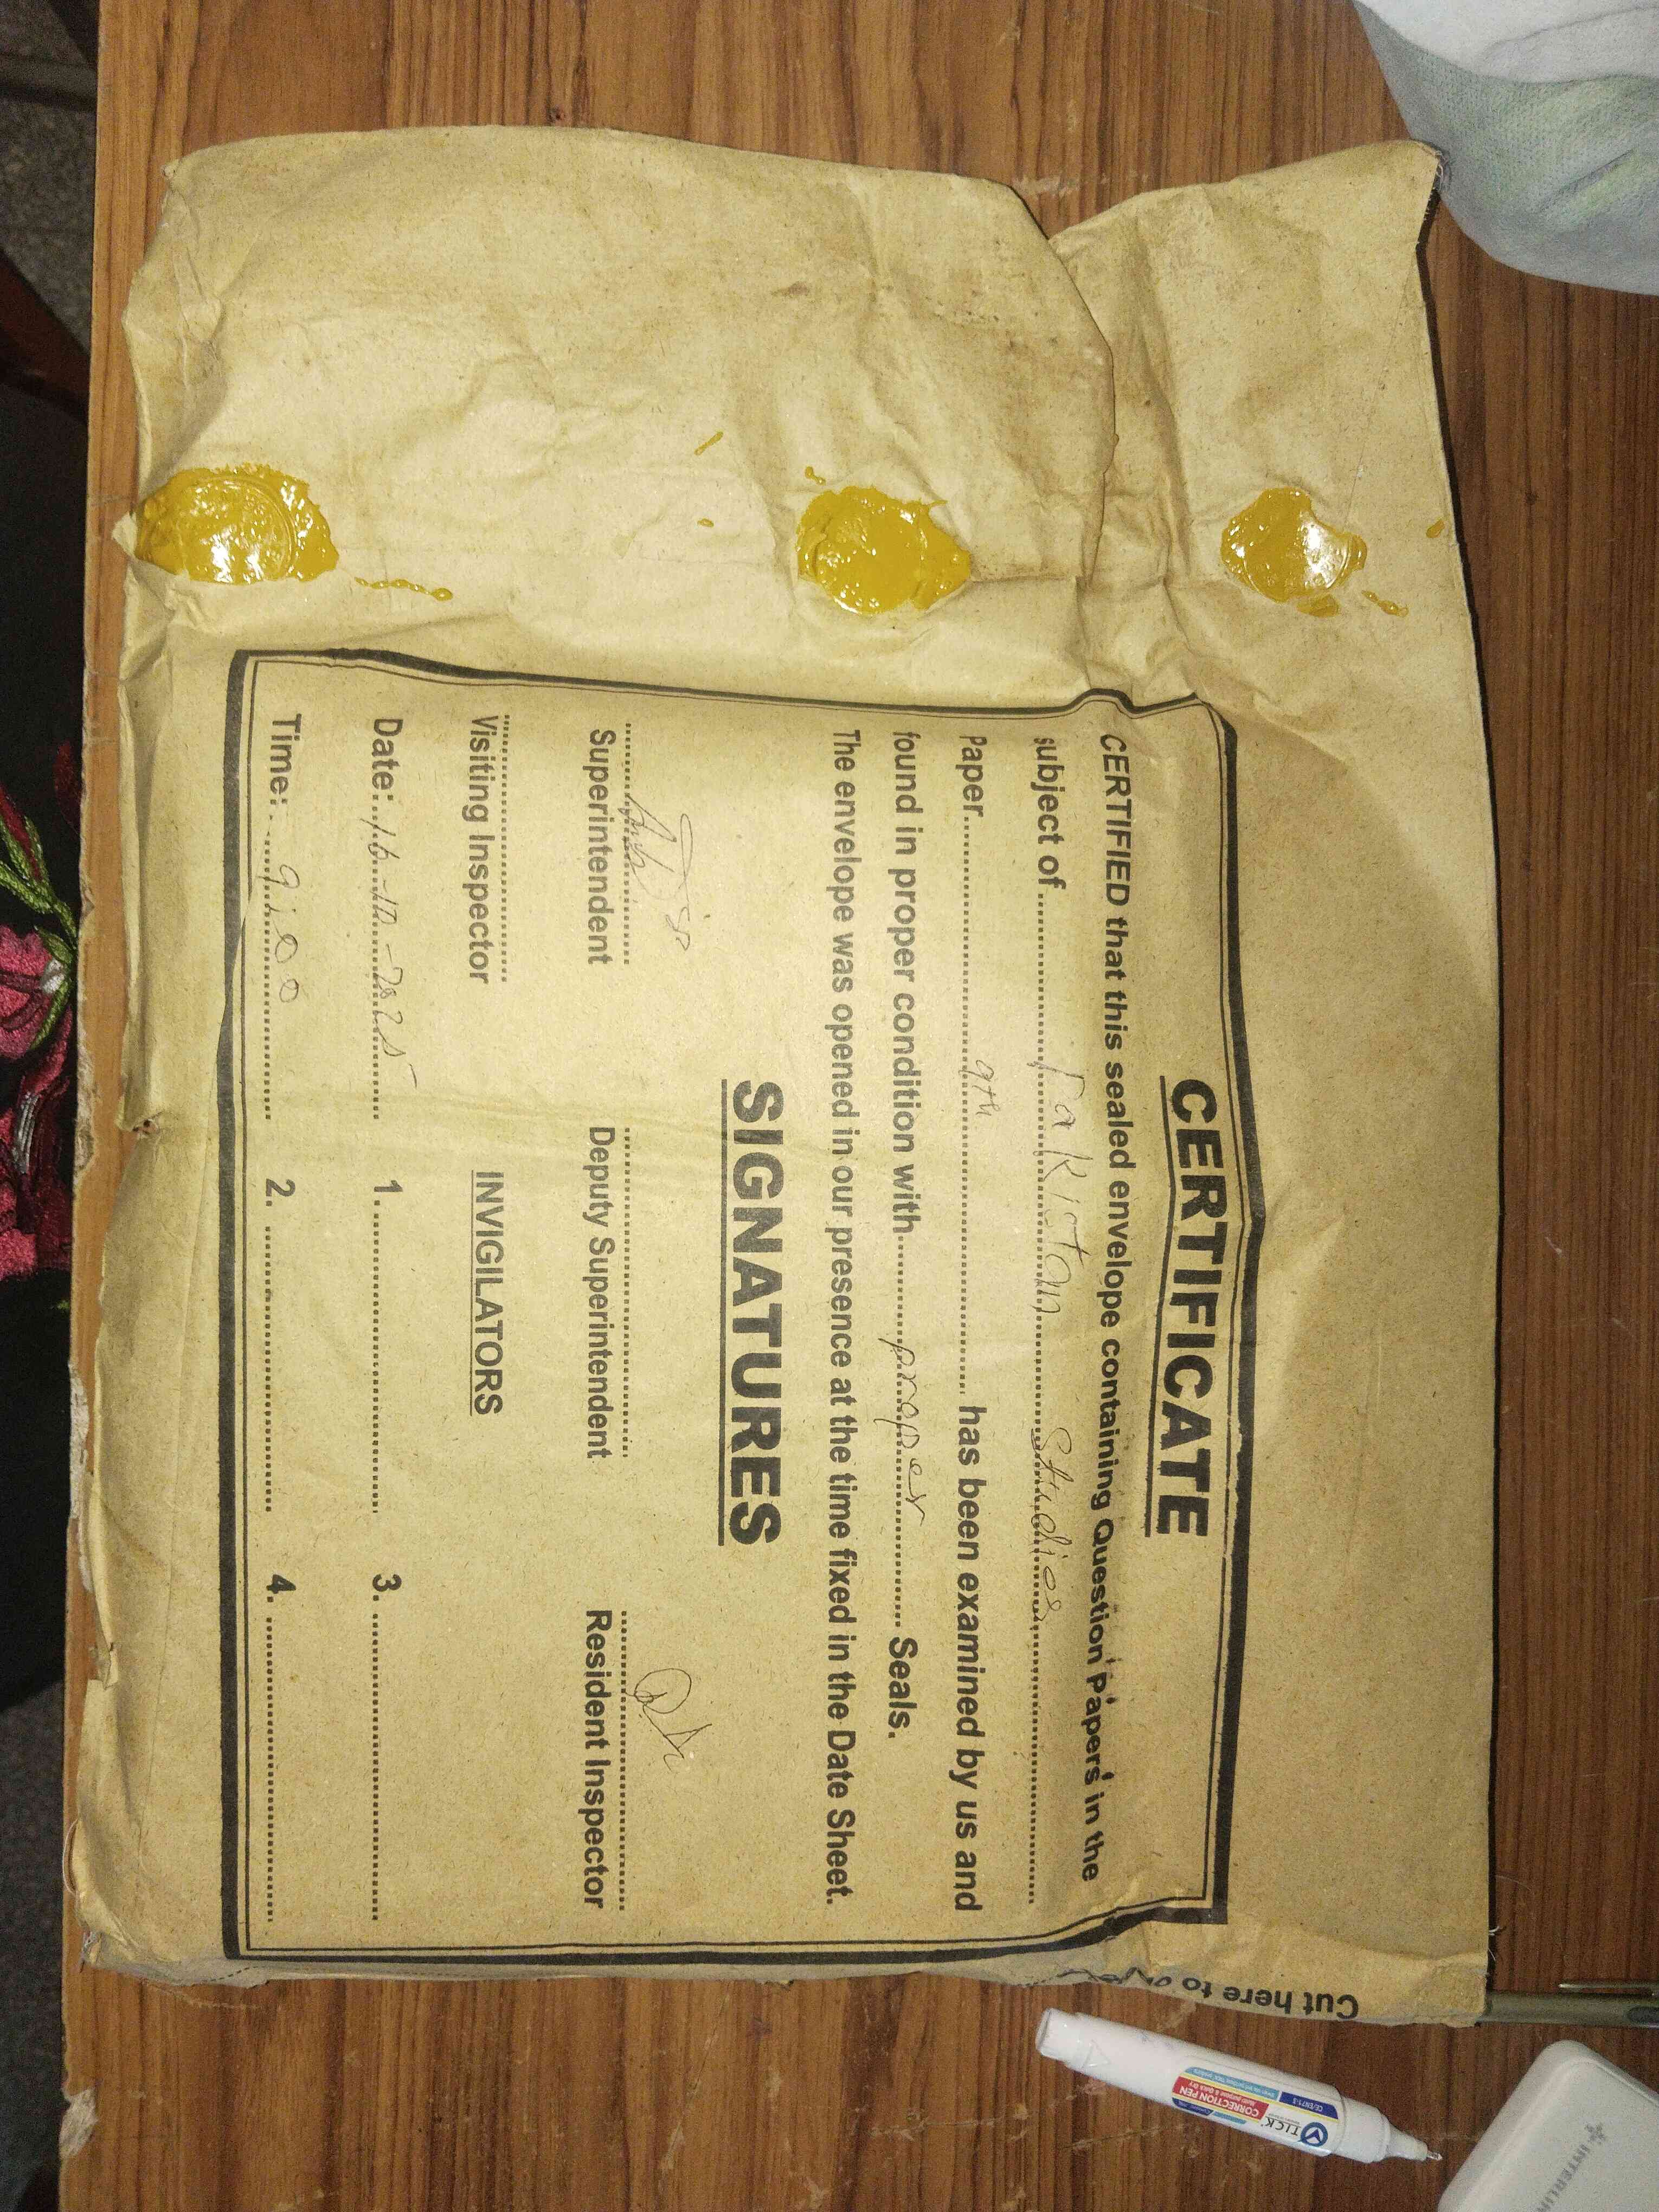 CERTIFICATE
CERTIFIED that this sealed envelope containing Question Papers in the
subject of Pakistan Studies
Paper 9th has been examined by us and
found in proper condition with proper Seals.
The envelope was opened in our presence at the time fixed in the Date Sheet.
SIGNATURES
Superintendent Deputy Superintendent Resident Inspector
Visiting Inspector INVIGILATORS
Date: 16-10-2025 1. 3.
Time: 9:00 2. 4.
Cut here to
TICK
CORRECTION PEN